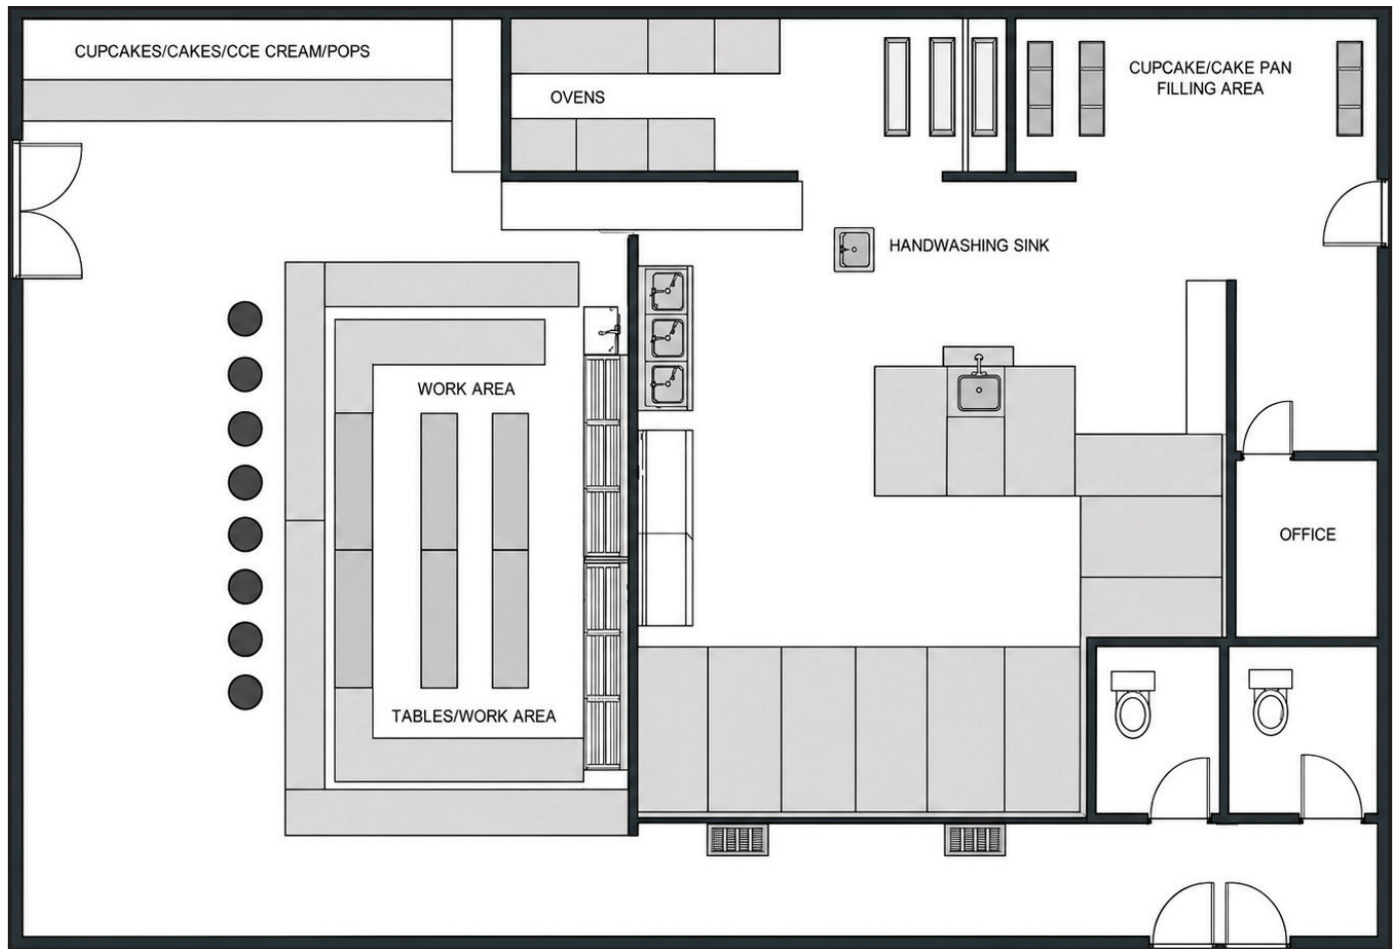 CUPCAKES/CAKES/CCE CREAM/POPS
OVENS
CUPCAKE/CAKE PAN
FILLING AREA
HANDWASHING SINK
WORK AREA
OFFICE
TABLES/WORK AREA